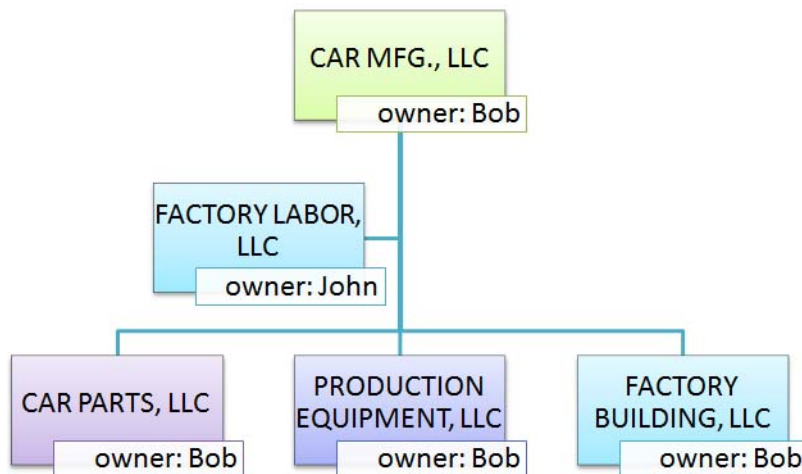 CAR MFG., LLC
owner: Bob
FACTORY LABOR,
LLC
owner: John
CAR PARTS, LLC
owner: Bob
PRODUCTION
EQUIPMENT, LLC
owner: Bob
FACTORY
BUILDING, LLC
owner: Bob